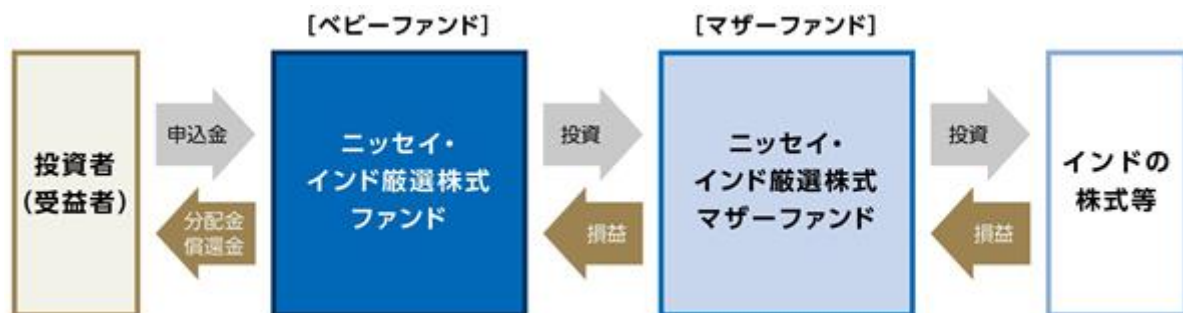 [ベビーファンド]
[マザーファンド]
投資者
(受益者)
申込金
分配金
償還金
ニッセイ・
インド厳選株式
ファンド
投資
損益
ニッセイ・
インド厳選株式
マザーファンド
投資
損益
インドの
株式等